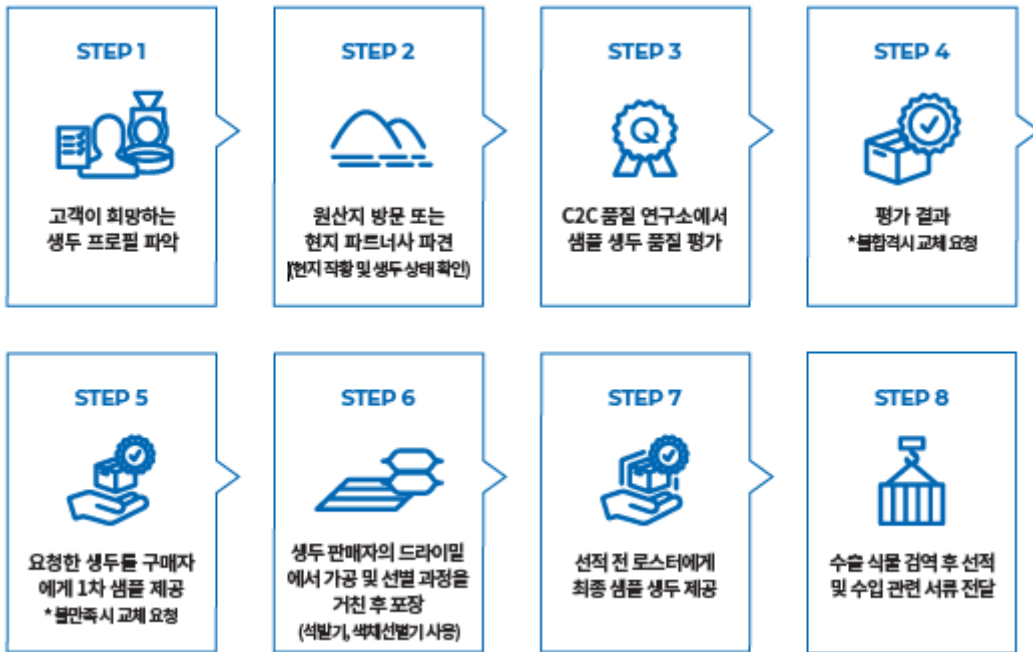 STEP 1
고객이 희망하는
생두 프로필 파악
STEP 2
원산지 방문 또는
현지 파트너사 파견
(현지 작황 및 생두 상태 확인)
STEP 3
Q
C2C 품질 연구소에서
샘플 생두 품질 평가
STEP 4
평가 결과
*불합격시 교체 요청
STEP 5
요청한 생두를 구매자
에게 1차 샘플 제공
*불만족 시 교체 요청
STEP 6
생두 판매자의 드라이밀
에서 가공 및 선별 과정을
거친 후 포장
(석발기, 색채선별기 사용)
STEP 7
선적 전 로스터에게
최종 샘플 생두 제공
STEP 8
수출 식물 검역 후 선적
및 수입 관련 서류 전달